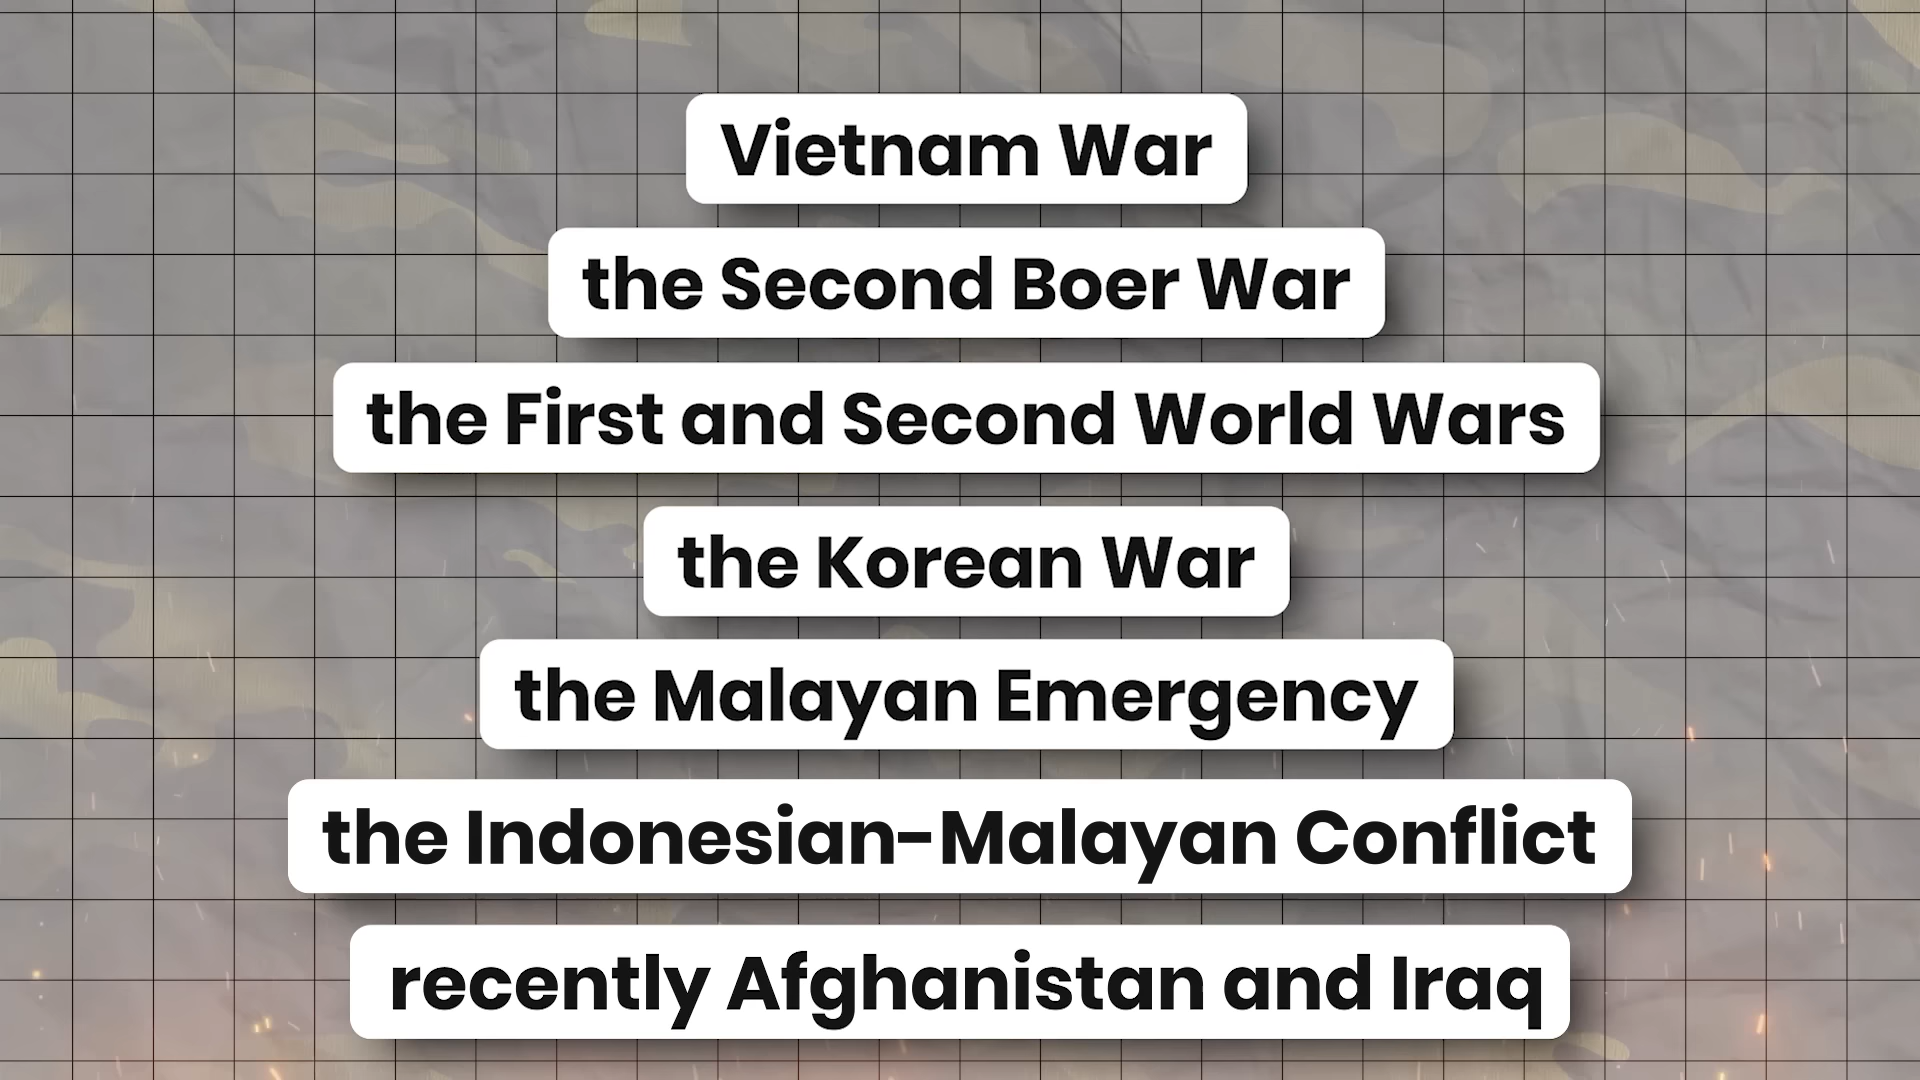 Vietnam War
the Second Boer War
the First and Second World Wars
the Korean War
the Malayan Emergency
the Indonesian-Malayan Conflict
recently Afghanistan and Iraq